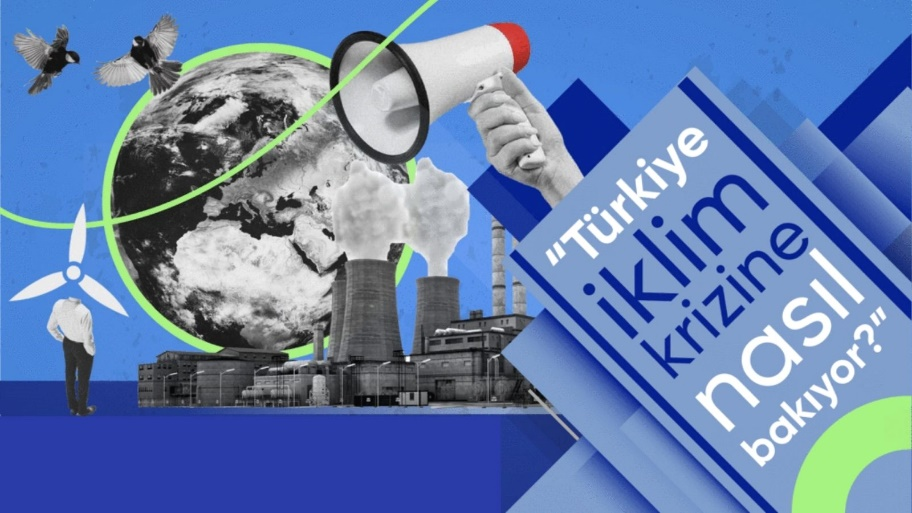 "Türkiye
iklim
krizine
nasıl
bakıyor?"